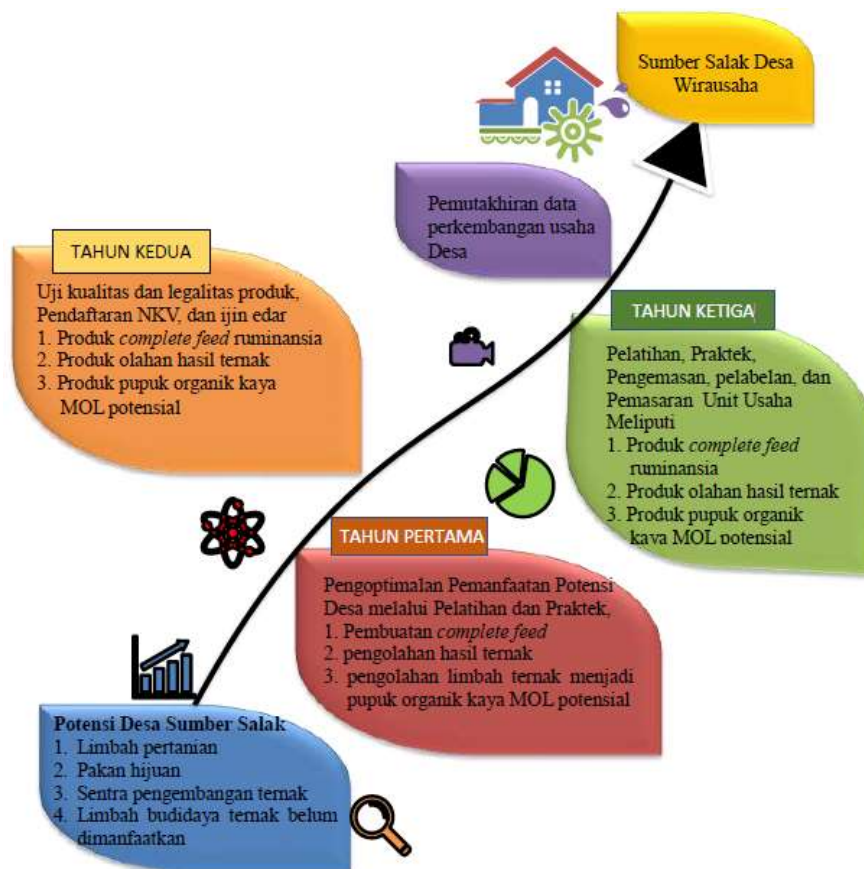 Sumber Salak Desa
Wirausaha
Pemutakhiran data
perkembangan usaha
Desa
TAHUN KEDUA
Uji kualitas dan legalitas produk,
Pendaftaran NKV, dan ijin edar
1. Produk complete feed ruminansia
2. Produk olahan hasil ternak
3. Produk pupuk organik kaya
MOL potensial
TAHUN KETIGA
Pelatihan, Praktek,
Pengemasan, pelabelan, dan
Pemasaran Unit Usaha
Meliputi
1. Produk complete feed
ruminansia
2. Produk olahan hasil ternak
3. Produk pupuk organik
kaya MOL potensial
TAHUN PERTAMA
Pengoptimalan Pemanfaatan Potensi
Desa melalui Pelatihan dan Praktek,
1. Pembuatan complete feed
2. pengolahan hasil ternak
3. pengolahan limbah ternak menjadi
pupuk organik kaya MOL potensial
Potensi Desa Sumber Salak
1. Limbah pertanian
2. Pakan hijuan
3. Sentra pengembangan ternak
4. Limbah budidaya ternak belum
dimanfaatkan